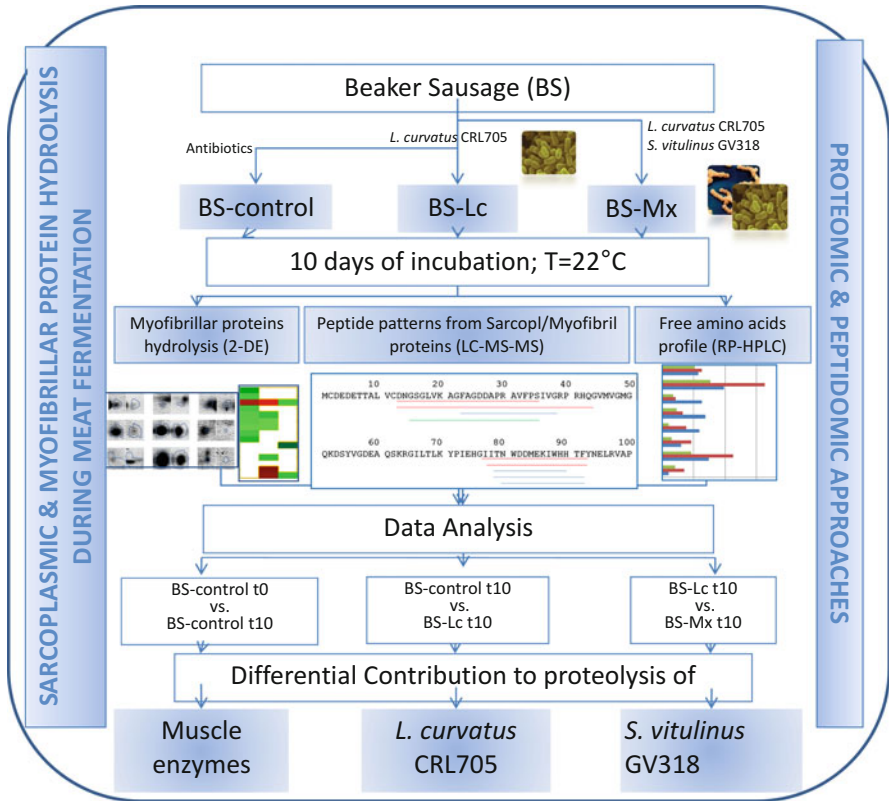 SARCOPLASMIC & MYOFIBRILLAR PROTEIN HYDROLYSIS
DURING MEAT FERMENTATION
PROTEOMIC & PEPTIDOMIC APPROACHES
Beaker Sausage (BS)
Antibiotics
L. curvatus CRL705
L. curvatus CRL705
S. vitulinus GV318
BS-control
BS-Lc
BS-Mx
10 days of incubation; T=22°C
Myofibrillar proteins
hydrolysis (2-DE)
Peptide patterns from Sarcopl/Myofibril
proteins (LC-MS-MS)
Free amino acids
profile (RP-HPLC)
10 20 30 40 50
MCDEDETTAL VCDNGSGLVK AGFAGDDAPR AVFPSIVGRP RHQGVMVGMG
60 70 80 90 100
QKDSYVGDEA QSKRGILTLK YPIEHGIITN WDDMEKIWHH TFYNELRVAP
Data Analysis
BS-control t0
vs.
BS-control t10
BS-control t10
vs.
BS-Lc t10
BS-Lc t10
vs.
BS-Mx t10
Differential Contribution to proteolysis of
Muscle
enzymes
L. curvatus
CRL705
S. vitulinus
GV318